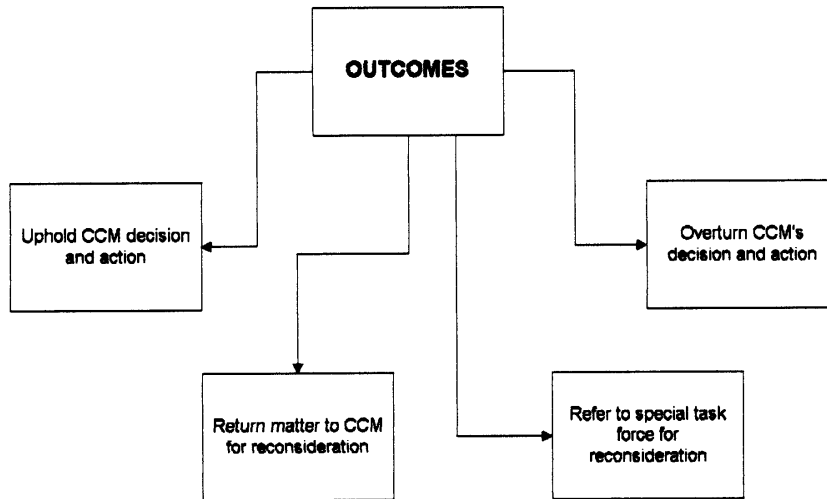 OUTCOMES
Uphold CCM decision
and action
Overturn CCM's
decision and action
Return matter to CCM
for reconsideration
Refer to special task
force for
reconsideration